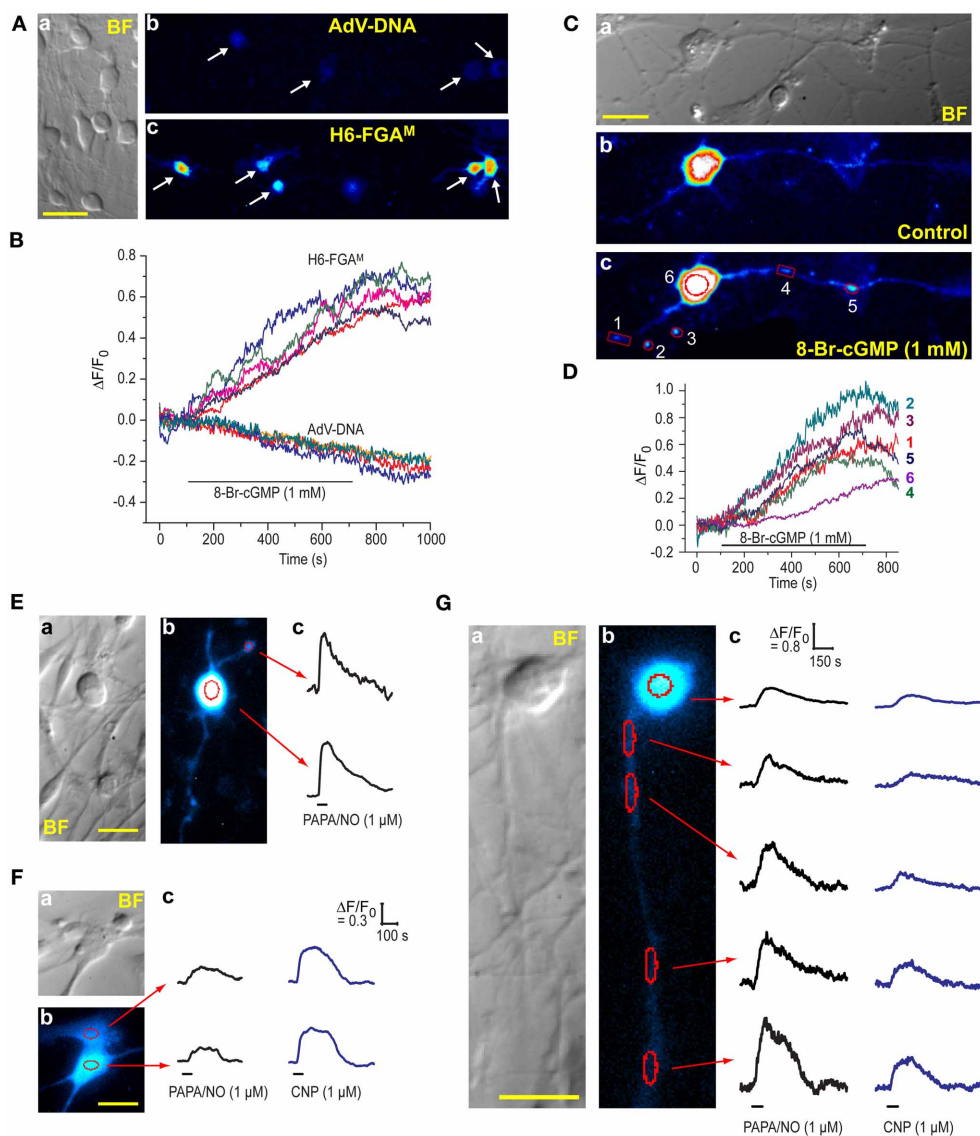 A
a
BF
b
AdV-DNA
c
H6-FGAᴹ
B
H6-FGAᴹ
AdV-DNA
8-Br-cGMP (1 mM)
ΔF/F₀
0.8
0.6
0.4
0.2
0.0
-0.2
-0.4
0 200 400 600 800 1000
Time (s)
C
a
BF
b
Control
c
6
4
5
1
2
3
8-Br-cGMP (1 mM)
D
ΔF/F₀
1.0
0.8
0.6
0.4
0.2
0.0
-0.2
2
3
1
5
6
4
8-Br-cGMP (1 mM)
0 200 400 600 800
Time (s)
E
a
BF
b
c
PAPA/NO (1 µM)
F
a
BF
b
c
ΔF/F₀
= 0.3
100 s
PAPA/NO (1 µM)
CNP (1 µM)
G
a
BF
b
c
ΔF/F₀
= 0.8
150 s
PAPA/NO (1 µM)
CNP (1 µM)